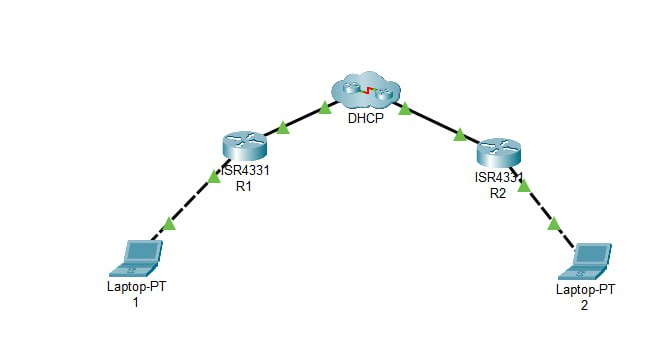 DHCP
ISR4331
R1
ISR4331
R2
Laptop-PT
1
Laptop-PT
2